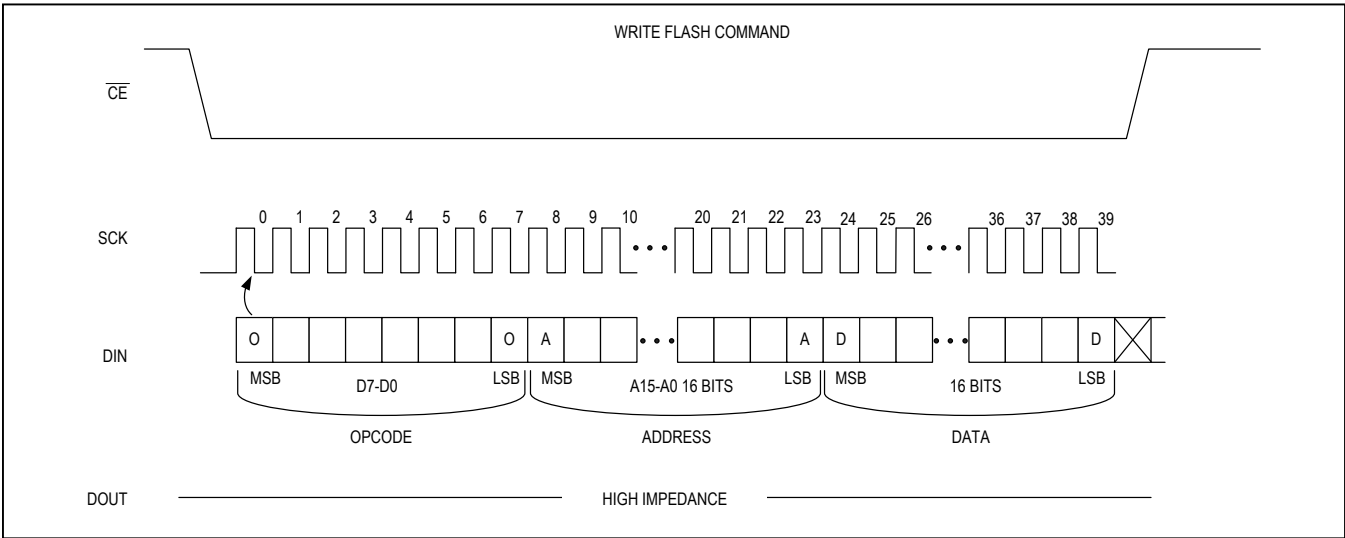 WRITE FLASH COMMAND
CE
SCK
0 1 2 3 4 5 6 7 8 9 10 20 21 22 23 24 25 26 36 37 38 39
DIN
O O A A D D
MSB D7-D0 LSB MSB A15-A0 16 BITS LSB MSB 16 BITS LSB
OPCODE ADDRESS DATA
DOUT HIGH IMPEDANCE